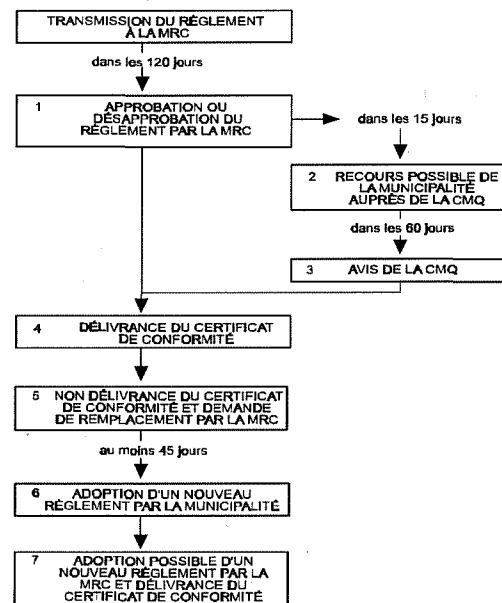 TRANSMISSION DU RÈGLEMENT
À LA MRC
dans les 120 jours
1 APPROBATION OU
DÉSAPPROBATION DU
RÈGLEMENT PAR LA MRC
dans les 15 jours
2 RECOURS POSSIBLE DE
LA MUNICIPALITÉ
AUPRÈS DE LA CMQ
dans les 60 jours
3 AVIS DE LA CMQ
4 DÉLIVRANCE DU CERTIFICAT
DE CONFORMITÉ
5 NON DÉLIVRANCE DU CERTIFICAT
DE CONFORMITÉ ET DEMANDE
DE REMPLACEMENT PAR LA MRC
au moins 45 jours
6 ADOPTION D'UN NOUVEAU
RÈGLEMENT PAR LA MUNICIPALITÉ
7 ADOPTION POSSIBLE D'UN
NOUVEAU RÈGLEMENT PAR LA
MRC ET DÉLIVRANCE DU
CERTIFICAT DE CONFORMITÉ